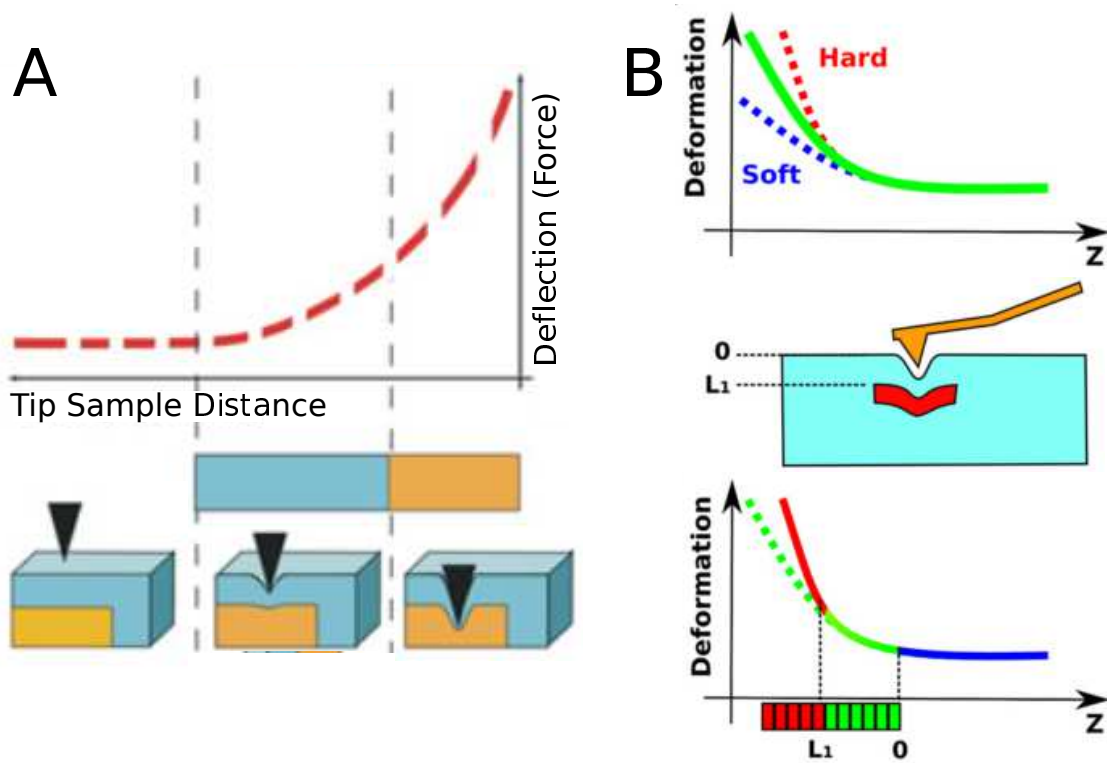 A
Deflection (Force)
Tip Sample Distance
B
Deformation
Hard
Soft
Z
0
L₁
Deformation
Z
L₁
0